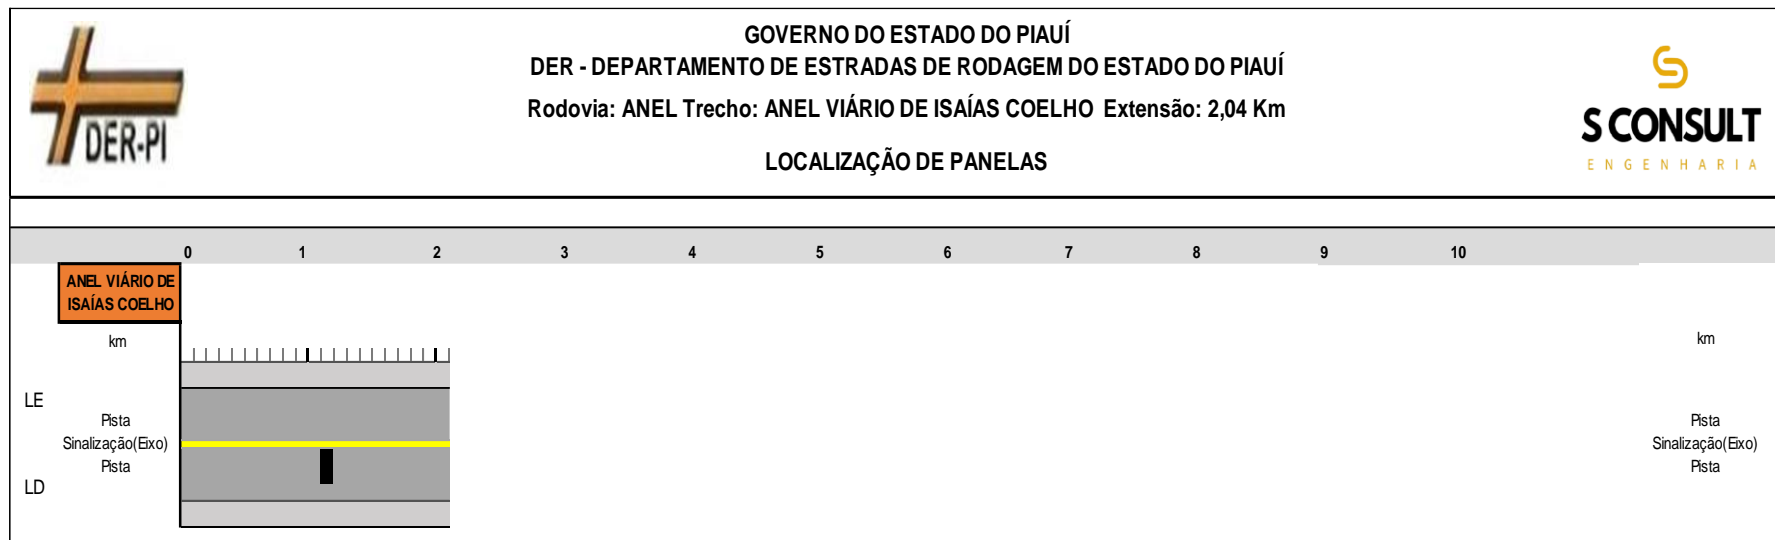 GOVERNO DO ESTADO DO PIAUÍ
DER - DEPARTAMENTO DE ESTRADAS DE RODAGEM DO ESTADO DO PIAUÍ
Rodovia: ANEL Trecho: ANEL VIÁRIO DE ISAÍAS COELHO Extensão: 2,04 Km
LOCALIZAÇÃO DE PANELAS
DER-PI
S CONSULT
ENGENHARIA
0 1 2 3 4 5 6 7 8 9 10
ANEL VIÁRIO DE
ISAÍAS COELHO
km km
LE
Pista Pista
Sinalização(Eixo) Sinalização(Eixo)
Pista Pista
LD